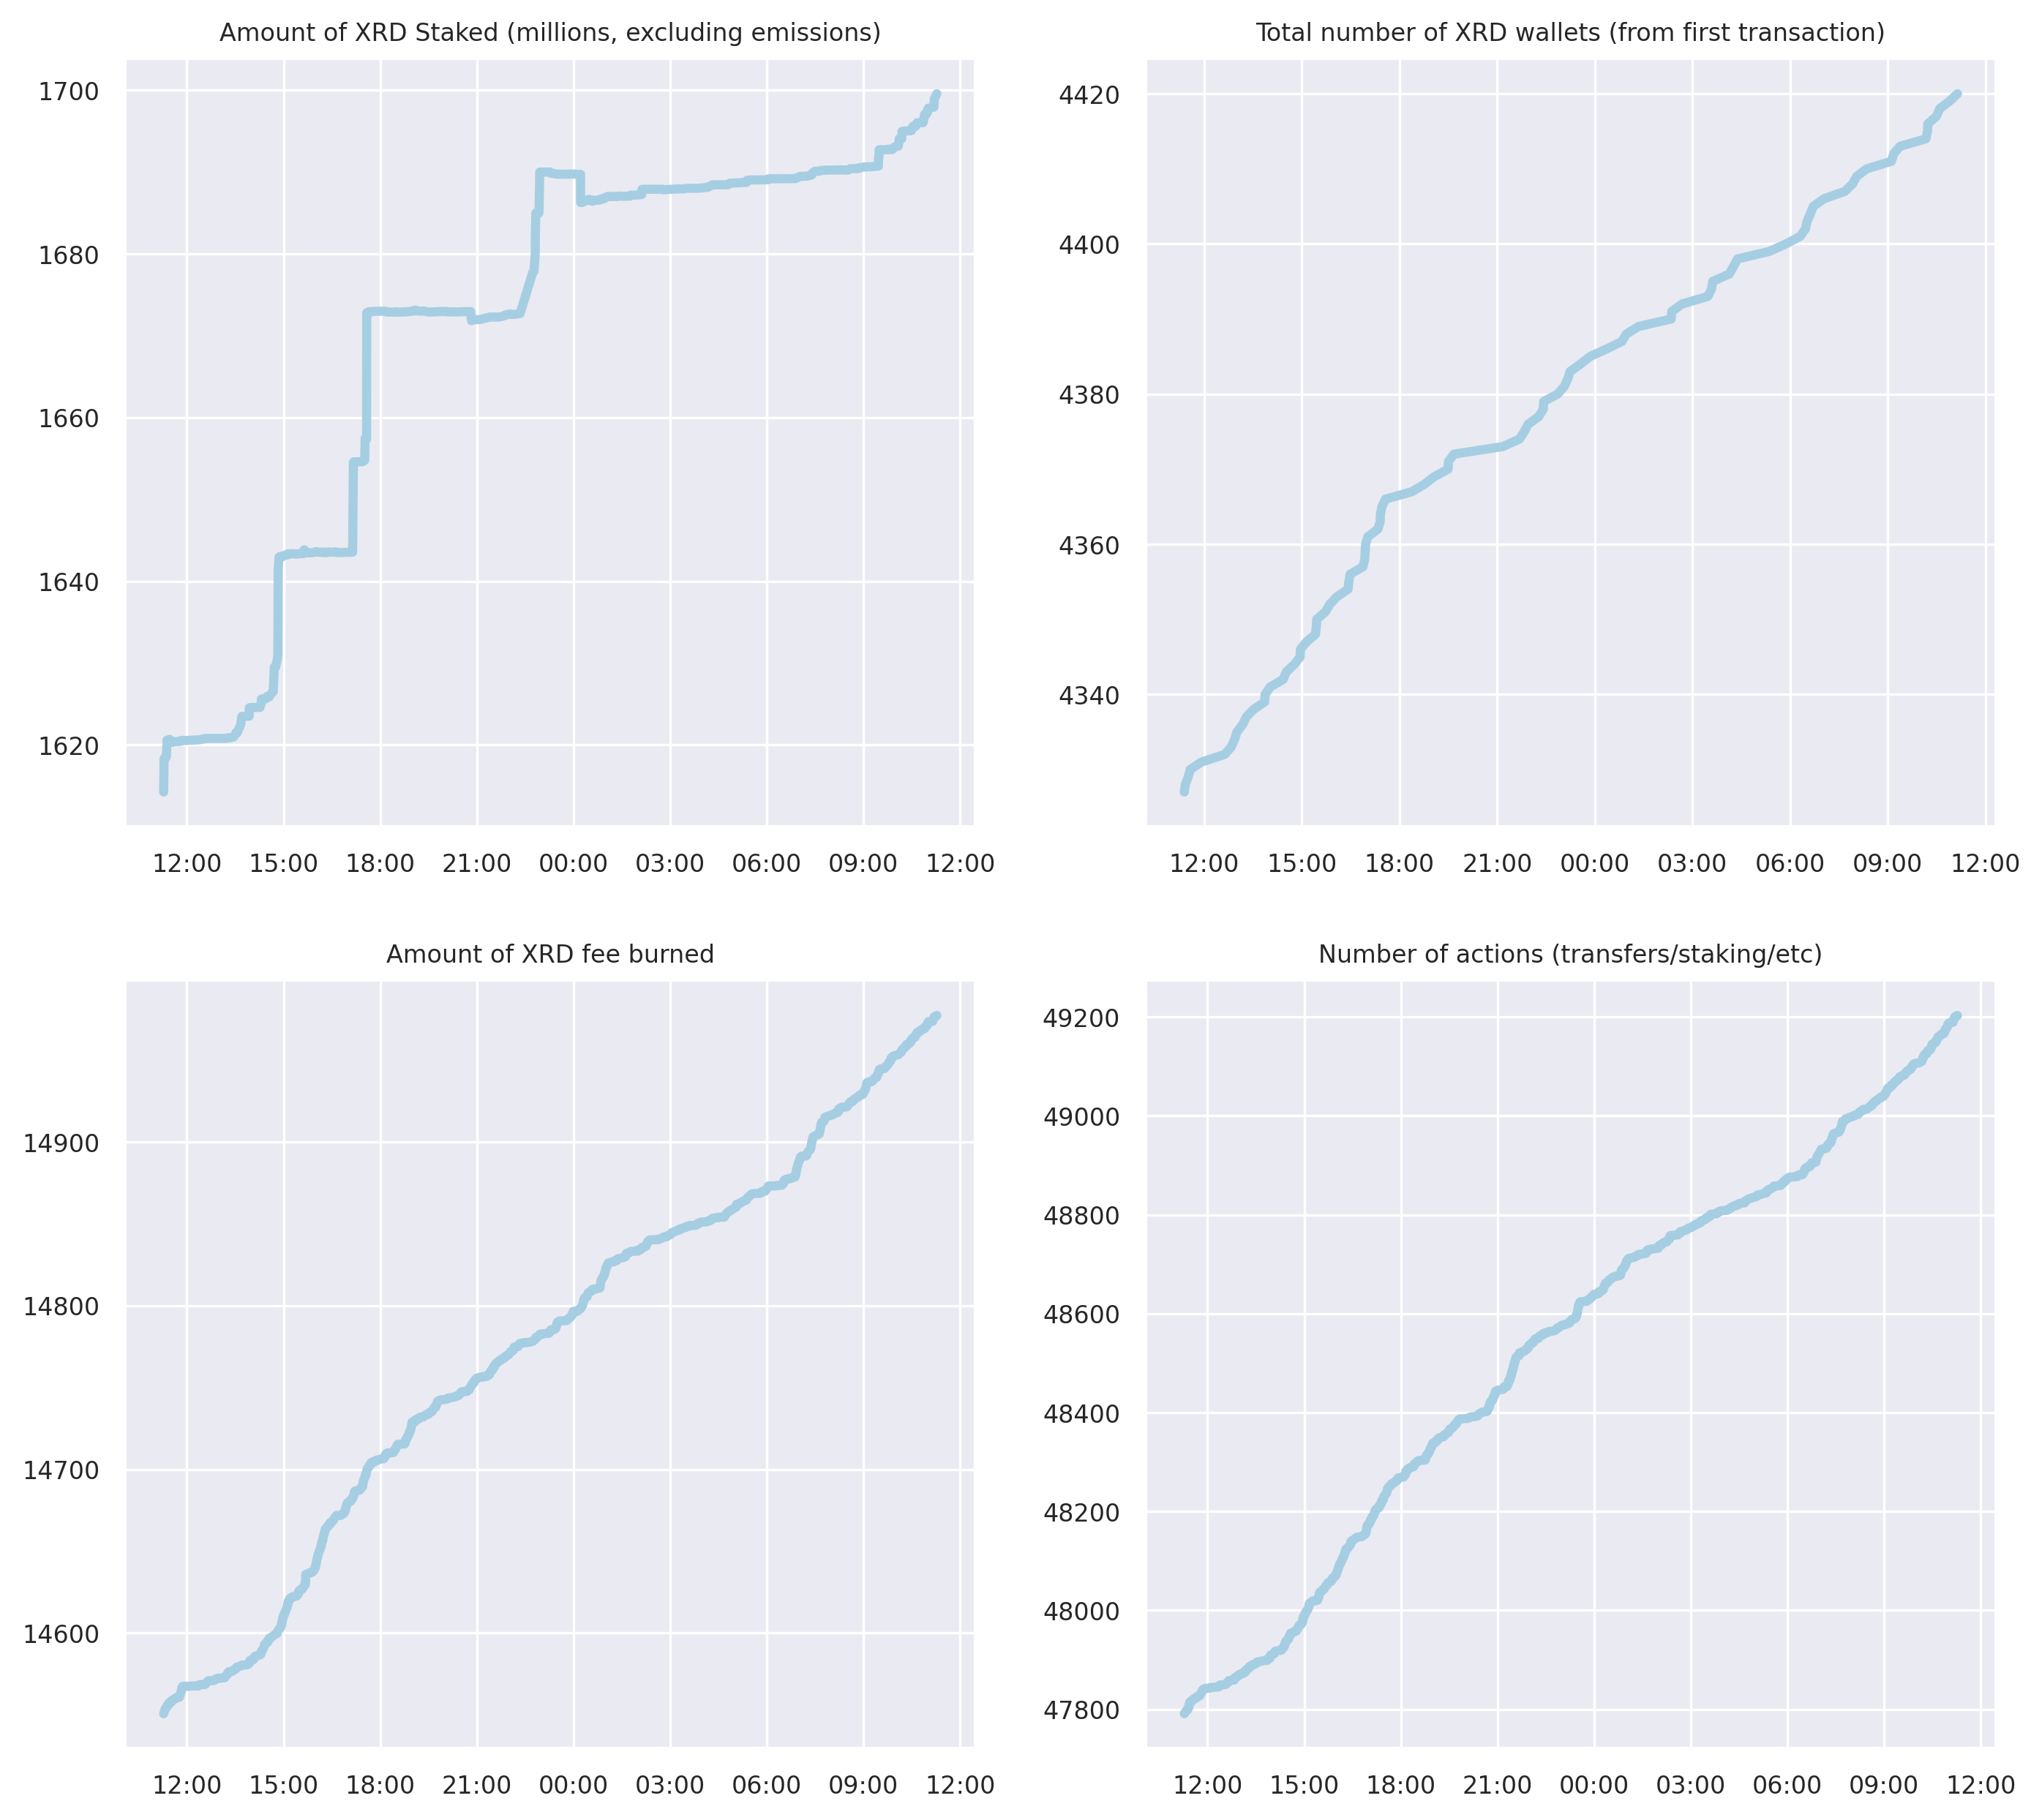 Amount of XRD Staked (millions, excluding emissions)
1700
1680
1660
1640
1620
12:00 15:00 18:00 21:00 00:00 03:00 06:00 09:00 12:00
Total number of XRD wallets (from first transaction)
4420
4400
4380
4360
4340
12:00 15:00 18:00 21:00 00:00 03:00 06:00 09:00 12:00
Amount of XRD fee burned
14900
14800
14700
14600
12:00 15:00 18:00 21:00 00:00 03:00 06:00 09:00 12:00
Number of actions (transfers/staking/etc)
49200
49000
48800
48600
48400
48200
48000
47800
12:00 15:00 18:00 21:00 00:00 03:00 06:00 09:00 12:00